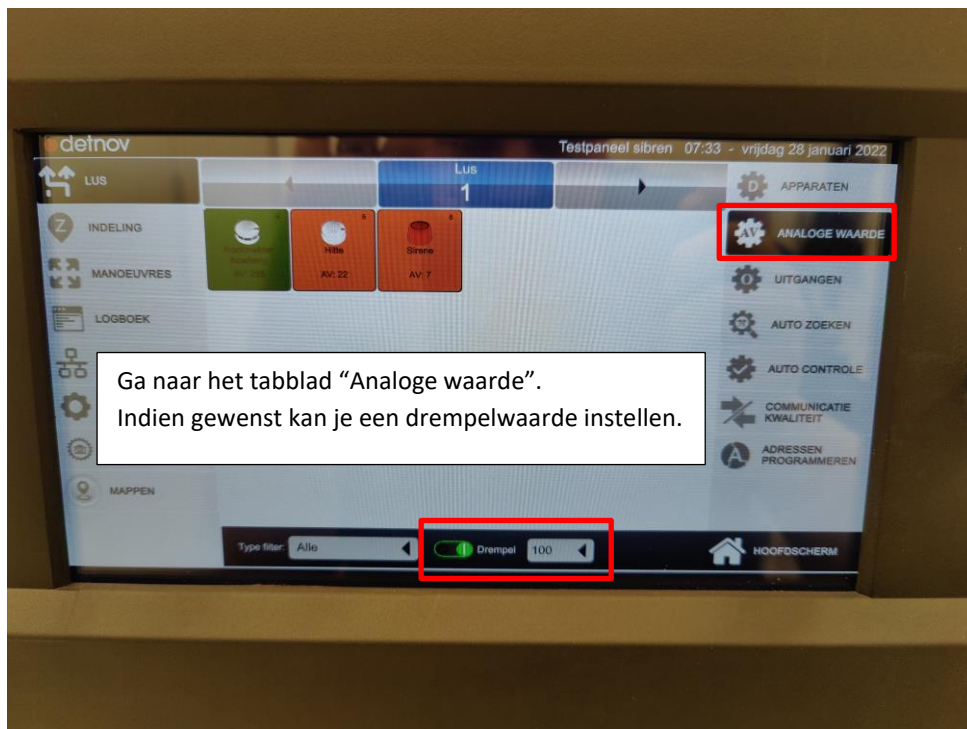 detnov
Testpaneel sibren 07:33 - vrijdag 28 januari 2022
LUS
Lus
1
APPARATEN
INDELING
ANALOGE WAARDE
Hitte
AV: 22
Sirene
AV: 7
MANOEUVRES
UITGANGEN
LOGBOEK
AUTO ZOEKEN
Ga naar het tabblad “Analoge waarde”.
Indien gewenst kan je een drempelwaarde instellen.
AUTO CONTROLE
COMMUNICATIE
KWALITEIT
ADRESSEN
PROGRAMMEREN
MAPPEN
Type filter: Alle
Drempel 100
HOOFDSCHERM